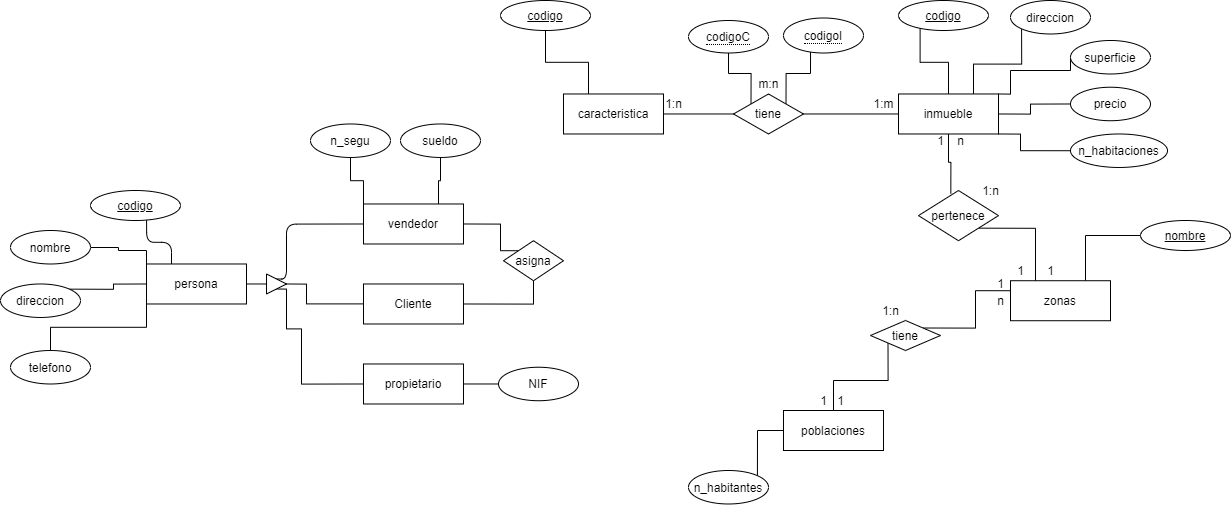 codigo
codigo
direccion
codigoC
codigoI
superficie
m:n
1:n
1:m
caracteristica
tiene
inmueble
precio
n_segu
sueldo
1
n
n_habitaciones
codigo
1:n
vendedor
pertenece
nombre
nombre
asigna
persona
1
1
direccion
Cliente
1
n
zonas
1:n
tiene
telefono
propietario
NIF
1
1
poblaciones
n_habitantes